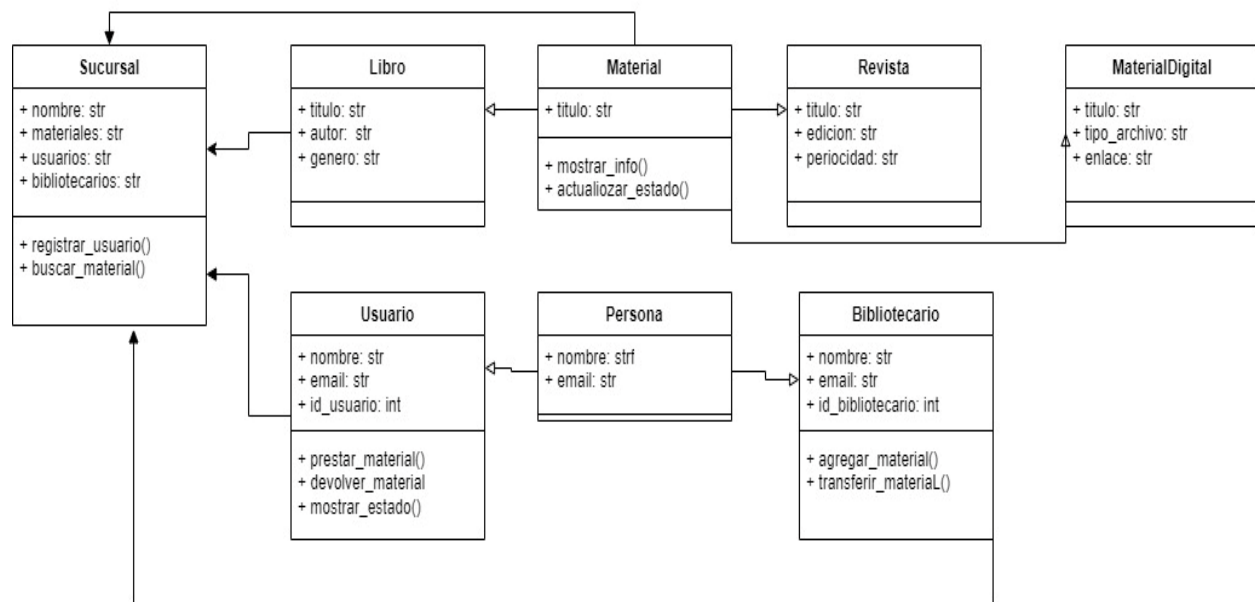 Sucursal
+ nombre: str
+ materiales: str
+ usuarios: str
+ bibliotecarios: str
+ registrar_usuario()
+ buscar_material()
Libro
+ titulo: str
+ autor: str
+ genero: str
Material
+ titulo: str
+ mostrar_info()
+ actualiozar_estado()
Revista
+ titulo: str
+ edicion: str
+ periocidad: str
MaterialDigital
+ titulo: str
+ tipo_archivo: str
+ enlace: str
Usuario
+ nombre: str
+ email: str
+ id_usuario: int
+ prestar_material()
+ devolver_material
+ mostrar_estado()
Persona
+ nombre: strf
+ email: str
Bibliotecario
+ nombre: str
+ email: str
+ id_bibliotecario: int
+ agregar_material()
+ transferir_materiaL()